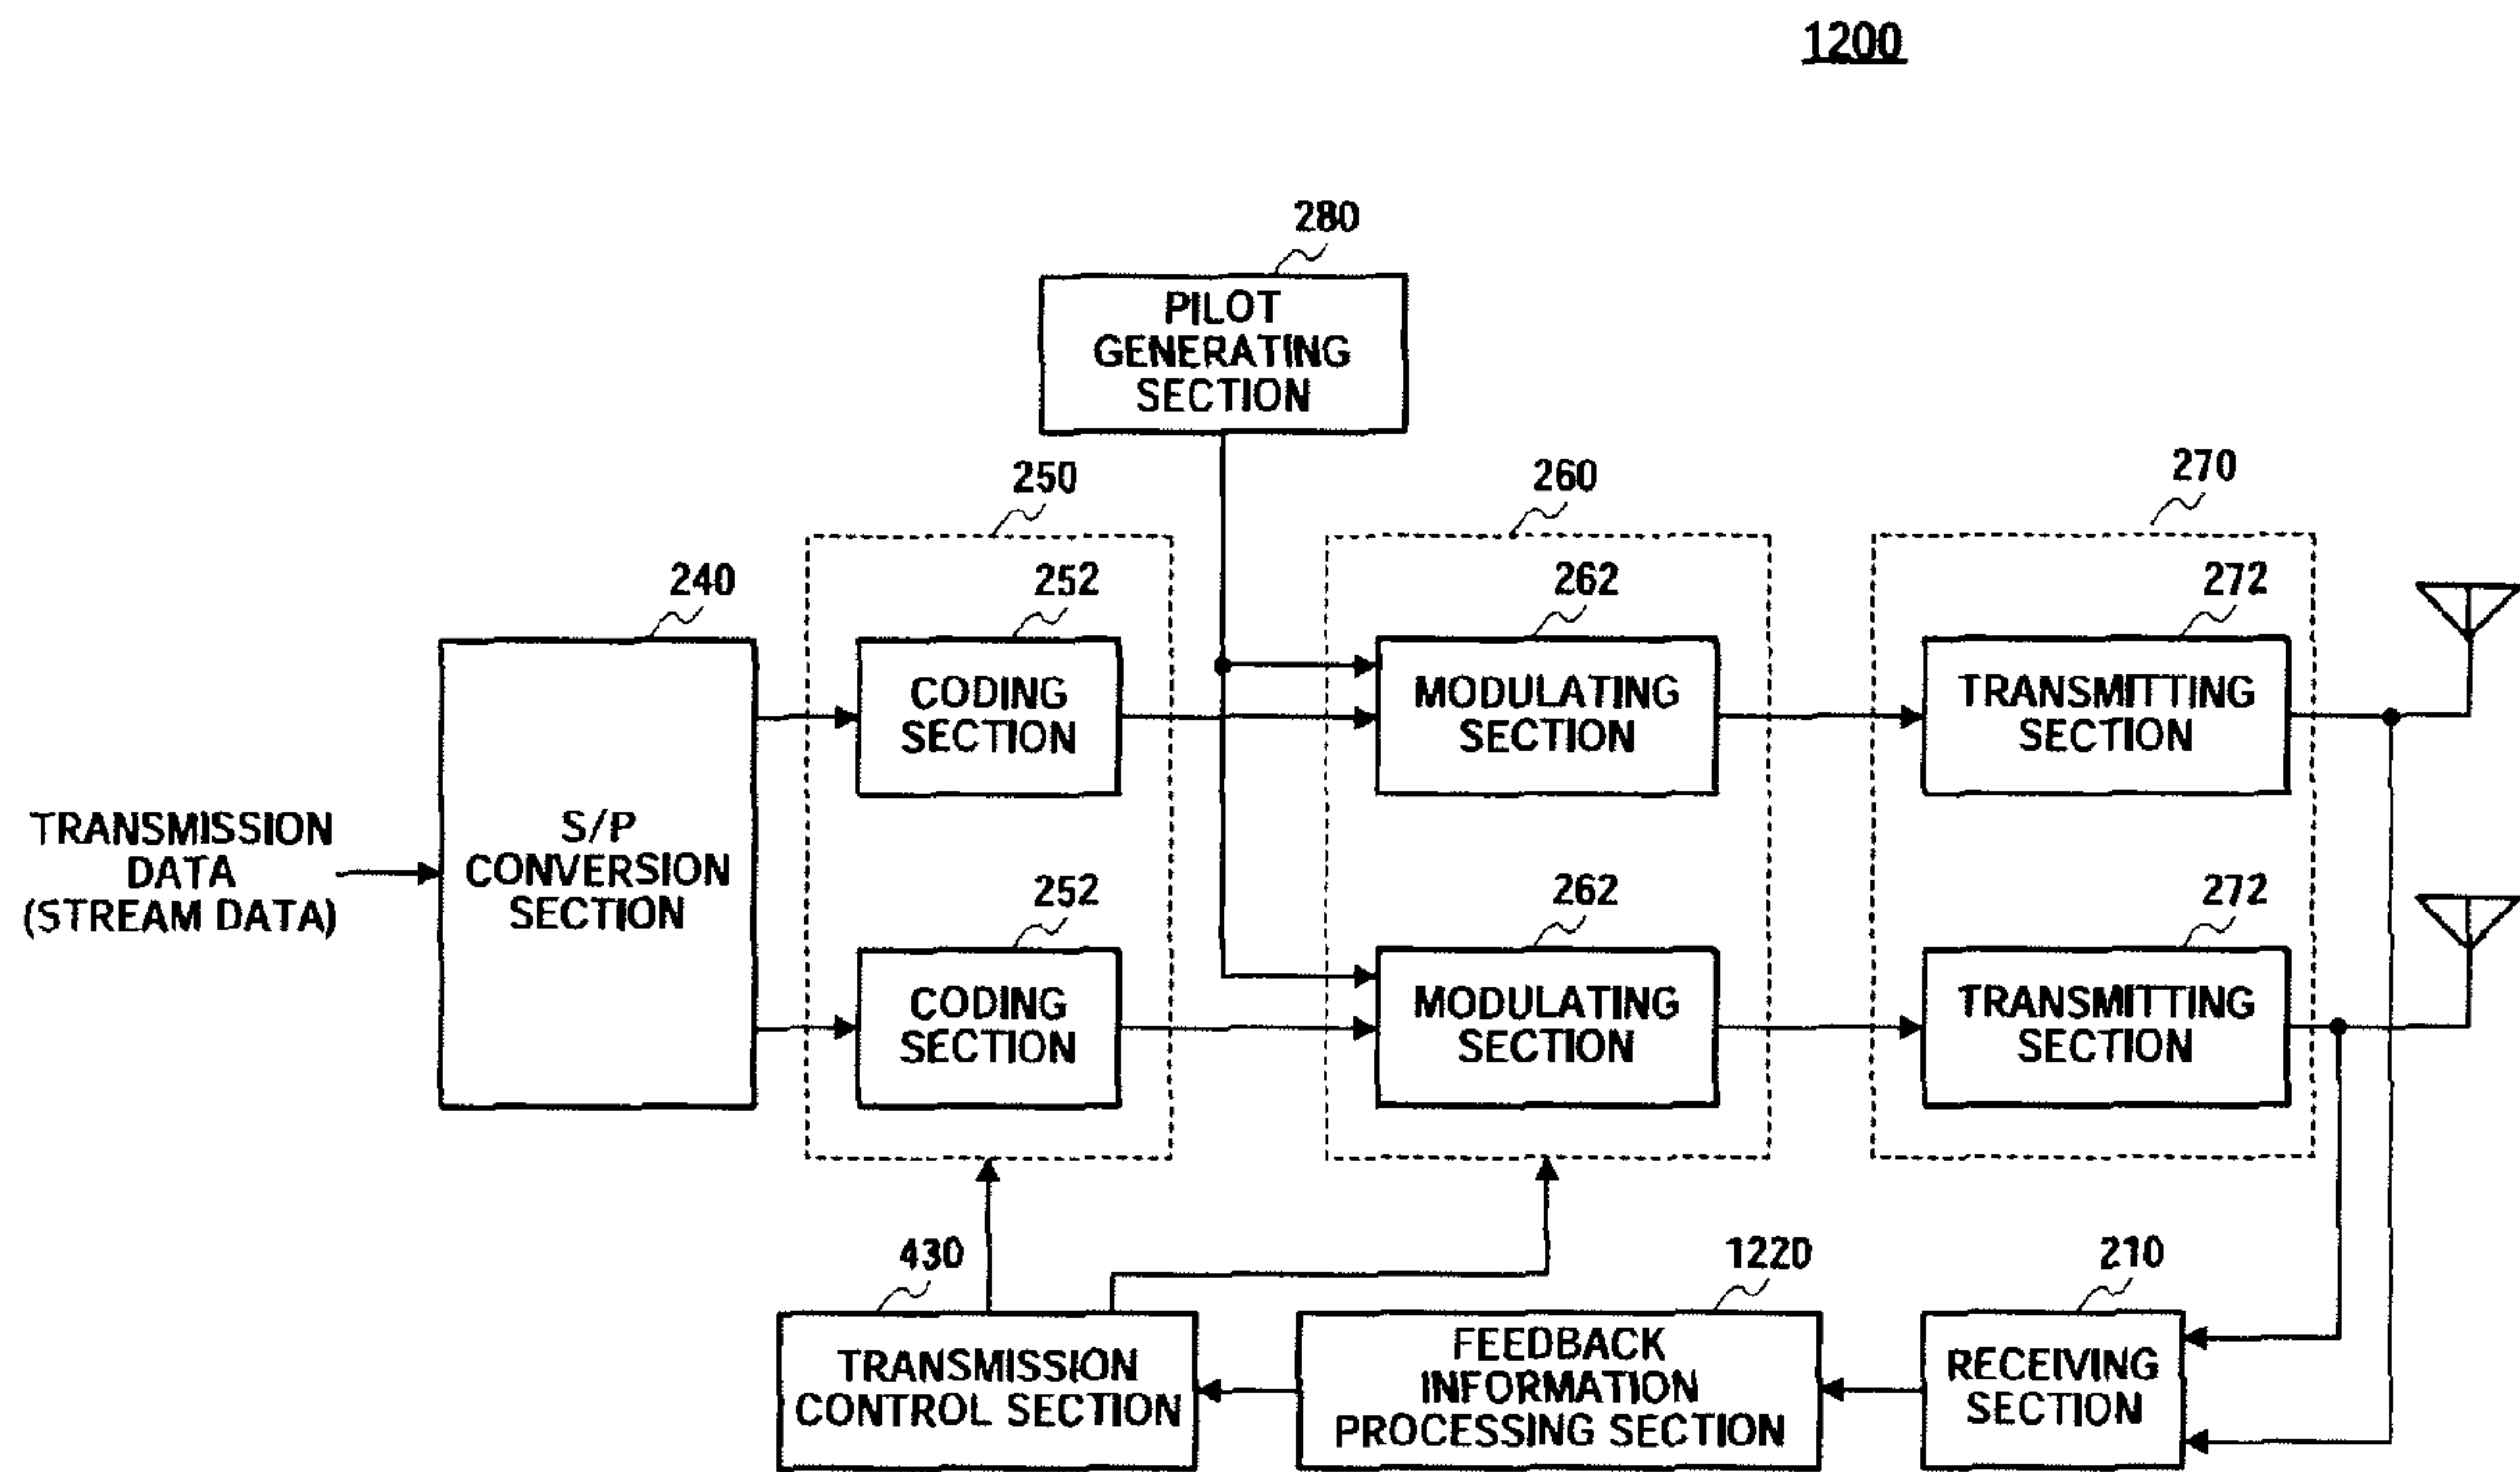 1200
280
PILOT
GENERATING
SECTION
250
260
270
240
252
262
272
CODING
SECTION
MODULATING
SECTION
TRANSMITTING
SECTION
TRANSMISSION
DATA
(STREAM DATA)
S/P
CONVERSION
SECTION
252
262
272
CODING
SECTION
MODULATING
SECTION
TRANSMITTING
SECTION
430
1220
210
TRANSMISSION
CONTROL SECTION
FEEDBACK
INFORMATION
PROCESSING SECTION
RECEIVING
SECTION